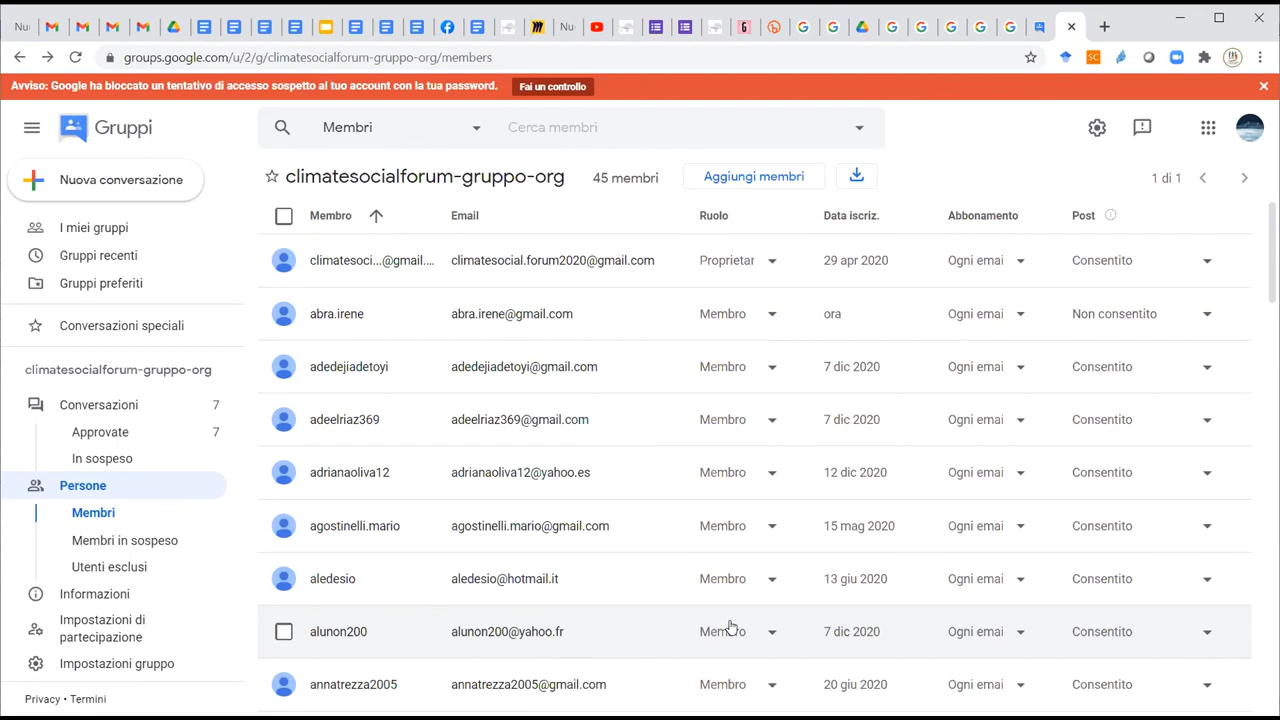 Nu
Nu
groups.google.com/u/2/g/climatesocialforum-gruppo-org/members
SC
Avviso: Google ha bloccato un tentativo di accesso sospetto al tuo account con la tua password.
Fai un controllo
Gruppi
Membri
Cerca membri
Nuova conversazione
climatesocialforum-gruppo-org
45 membri
Aggiungi membri
1 di 1
Membro
Email
Ruolo
Data iscriz.
Abbonamento
Post
I miei gruppi
Gruppi recenti
Gruppi preferiti
Conversazioni speciali
climatesocialforum-gruppo-org
Conversazioni 7
Approvate 7
In sospeso
Persone
Membri
Membri in sospeso
Utenti esclusi
Informazioni
Impostazioni di
partecipazione
Impostazioni gruppo
Privacy • Termini
climatesoci...@gmail.... climatesocial.forum2020@gmail.com Proprietar 29 apr 2020 Ogni emai Consentito
abra.irene abra.irene@gmail.com Membro ora Ogni emai Non consentito
adedejiadetoyi adedejiadetoyi@gmail.com Membro 7 dic 2020 Ogni emai Consentito
adeelriaz369 adeelriaz369@gmail.com Membro 7 dic 2020 Ogni emai Consentito
adrianaoliva12 adrianaoliva12@yahoo.es Membro 12 dic 2020 Ogni emai Consentito
agostinelli.mario agostinelli.mario@gmail.com Membro 15 mag 2020 Ogni emai Consentito
aledesio aledesio@hotmail.it Membro 13 giu 2020 Ogni emai Consentito
alunon200 alunon200@yahoo.fr Membro 7 dic 2020 Ogni emai Consentito
annatrezza2005 annatrezza2005@gmail.com Membro 20 giu 2020 Ogni emai Consentito